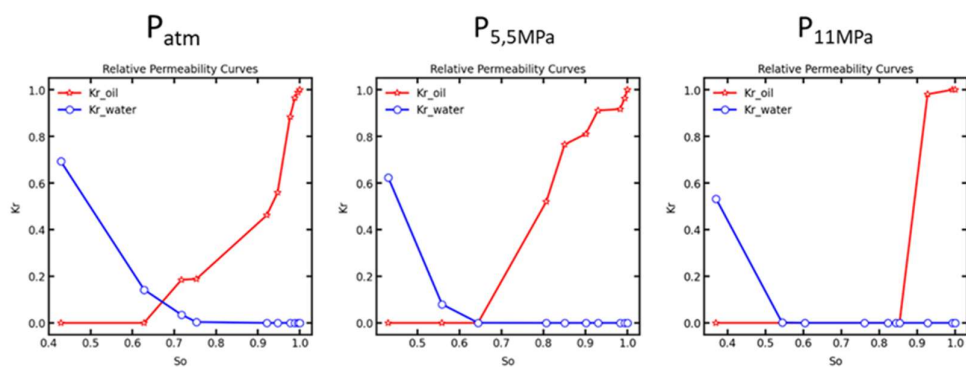 Patm
P5,5MPa
P11MPa
Relative Permeability Curves
Kr_oil
Kr_water
1.0
0.8
0.6
0.4
0.2
0.0
Kr
0.5 0.6 0.7 0.8 0.9 1.0
So
Relative Permeability Curves
Kr_oil
Kr_water
1.0
0.8
0.6
0.4
0.2
0.0
Kr
0.5 0.6 0.7 0.8 0.9 1.0
So
Relative Permeability Curves
Kr_oil
Kr_water
1.0
0.8
0.6
0.4
0.2
0.0
Kr
0.4 0.5 0.6 0.7 0.8 0.9 1.0
So